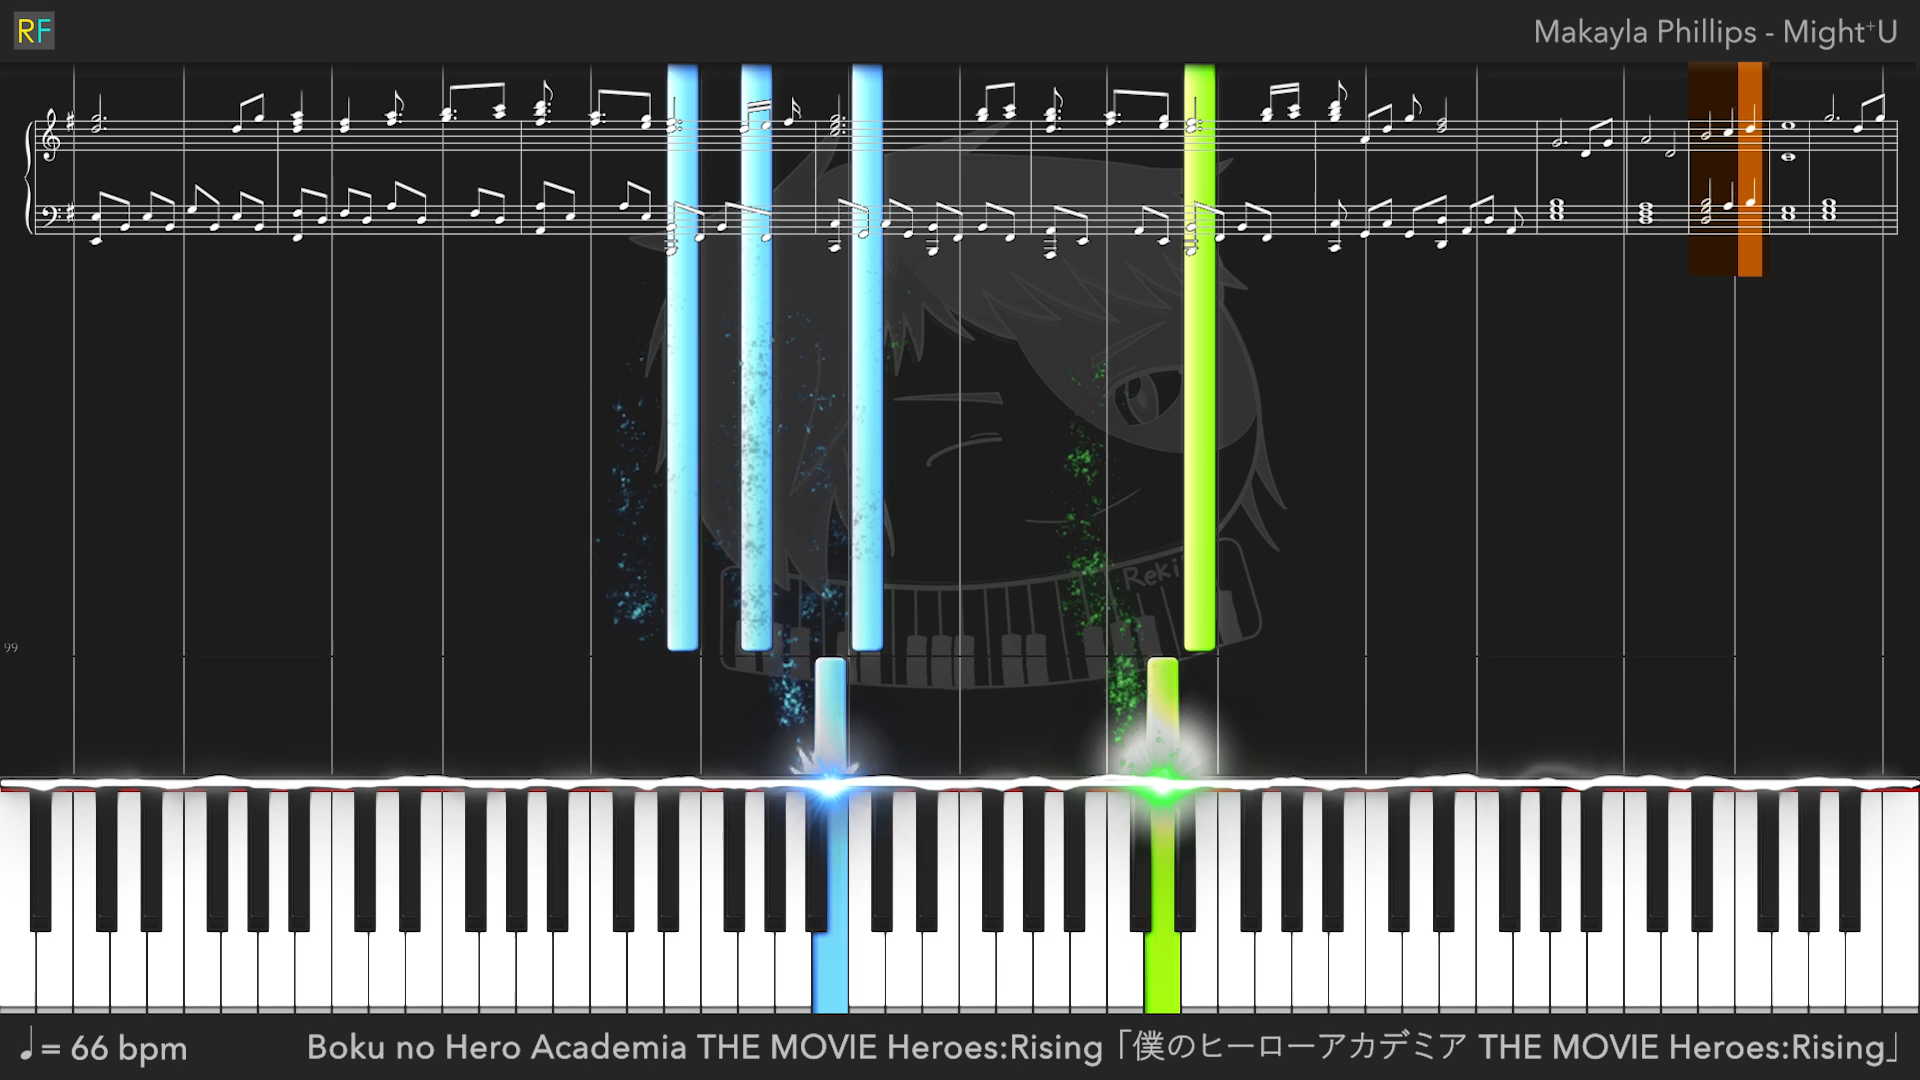 RF
Makayla Phillips - Might⁺U
Reki
99
♩= 66 bpm
Boku no Hero Academia THE MOVIE Heroes:Rising「僕のヒーローアカデミア THE MOVIE Heroes:Rising」